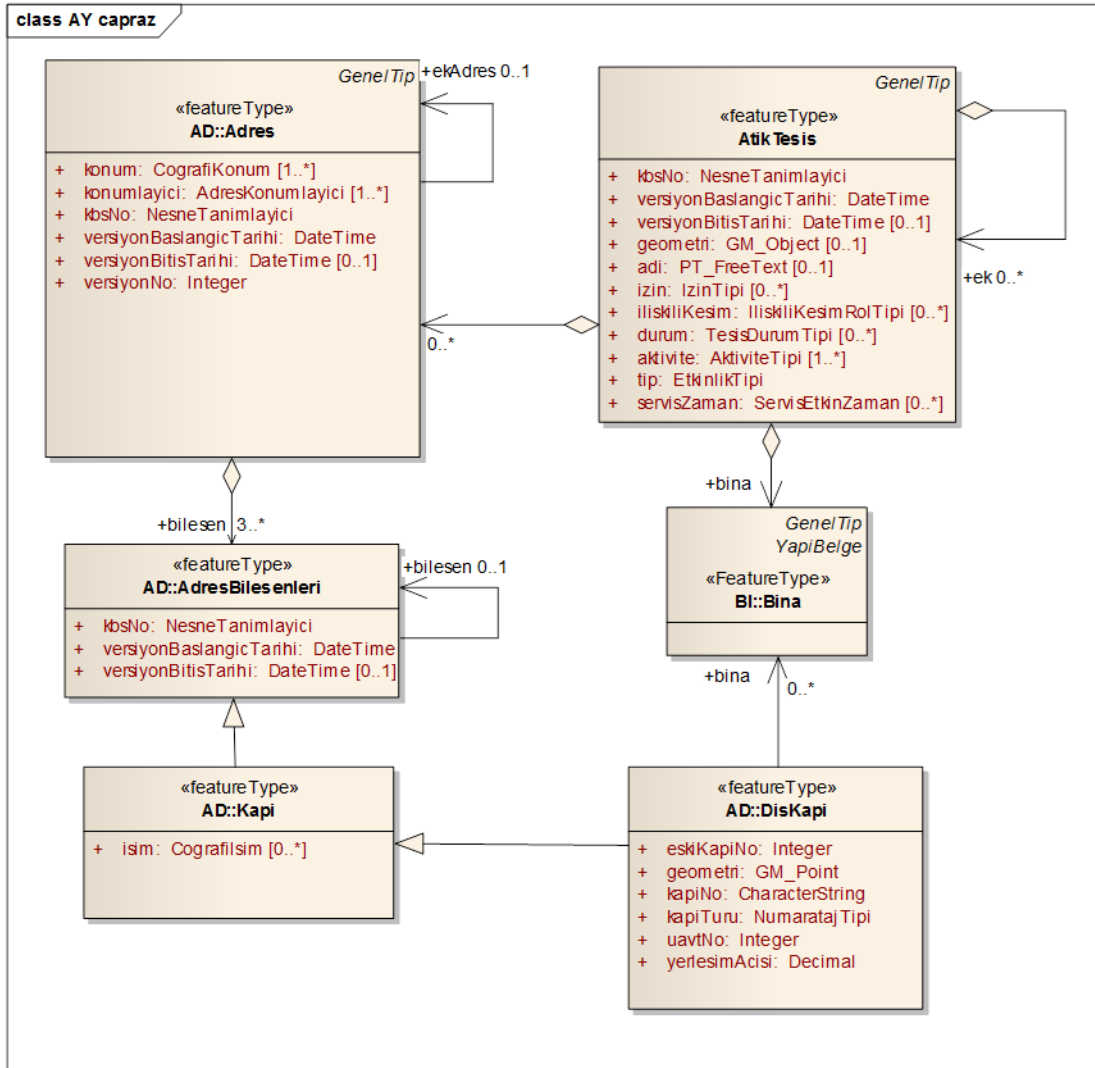 class AY capraz
GenelTip
«featureType»
AD::Adres
+ konum: CografiKonum [1..*]
+ konumlayici: AdresKonumlayici [1..*]
+ kbsNo: NesneTanimlayici
+ versiyonBaslangicTarihi: DateTime
+ versiyonBitisTarihi: DateTime [0..1]
+ versiyonNo: Integer
+ekAdres 0..1
GenelTip
«featureType»
AtikTesis
+ kbsNo: NesneTanimlayici
+ versiyonBaslangicTarihi: DateTime
+ versiyonBitisTarihi: DateTime [0..1]
+ geometri: GM_Object [0..1]
+ adi: PT_FreeText [0..1]
+ izin: IzinTipi [0..*]
+ iliskiliKesim: IliskiliKesimRolTipi [0..*]
+ durum: TesisDurumTipi [0..*]
+ aktivite: AktiviteTipi [1..*]
+ tip: EtkinlikTipi
+ servisZaman: ServisEtkinZaman [0..*]
+ek 0..*
0..*
+bilesen 3..*
+bina
«featureType»
AD::AdresBilesenleri
+ kbsNo: NesneTanimlayici
+ versiyonBaslangicTarihi: DateTime
+ versiyonBitisTarihi: DateTime [0..1]
+bilesen 0..1
GenelTip
YapiBelge
«FeatureType»
BI::Bina
+bina
0..*
«featureType»
AD::Kapi
+ isim: CografiIsim [0..*]
«featureType»
AD::DisKapi
+ eskiKapiNo: Integer
+ geometri: GM_Point
+ kapiNo: CharacterString
+ kapiTuru: NumaratajTipi
+ uavtNo: Integer
+ yerlesimAcisi: Decimal